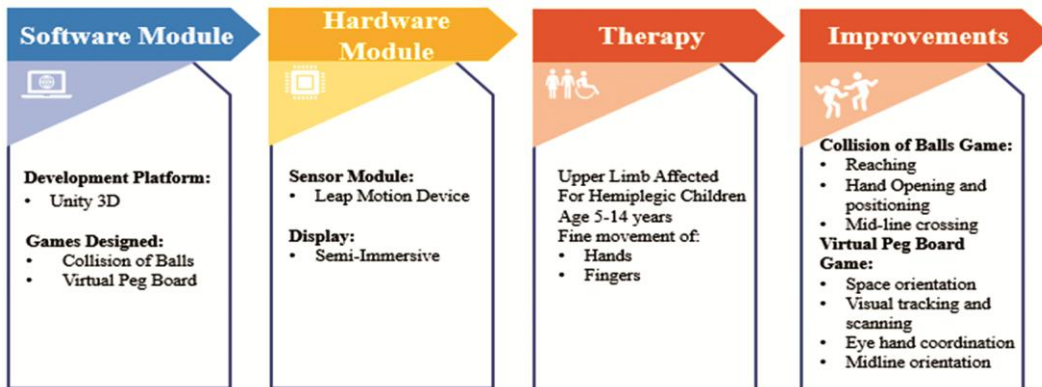 Software Module
Development Platform:
• Unity 3D
Games Designed:
• Collision of Balls
• Virtual Peg Board
Hardware
Module
Sensor Module:
• Leap Motion Device
Display:
• Semi-Immersive
Therapy
Upper Limb Affected
For Hemiplegic Children
Age 5-14 years
Fine movement of:
• Hands
• Fingers
Improvements
Collision of Balls Game:
• Reaching
• Hand Opening and
positioning
• Mid-line crossing
Virtual Peg Board
Game:
• Space orientation
• Visual tracking and
scanning
• Eye hand coordination
• Midline orientation